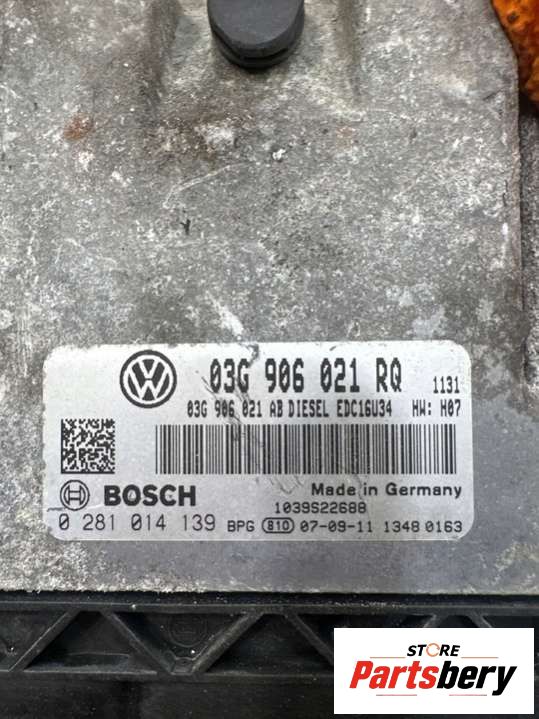 03G 906 021 RQ 1131
03G 906 021 AB DIESEL EDC16U34 HW: H07
BOSCH Made in Germany
1039S22688
0 281 014 139 BPG 810 07-09-11 1348 0163
STORE
Partsbery